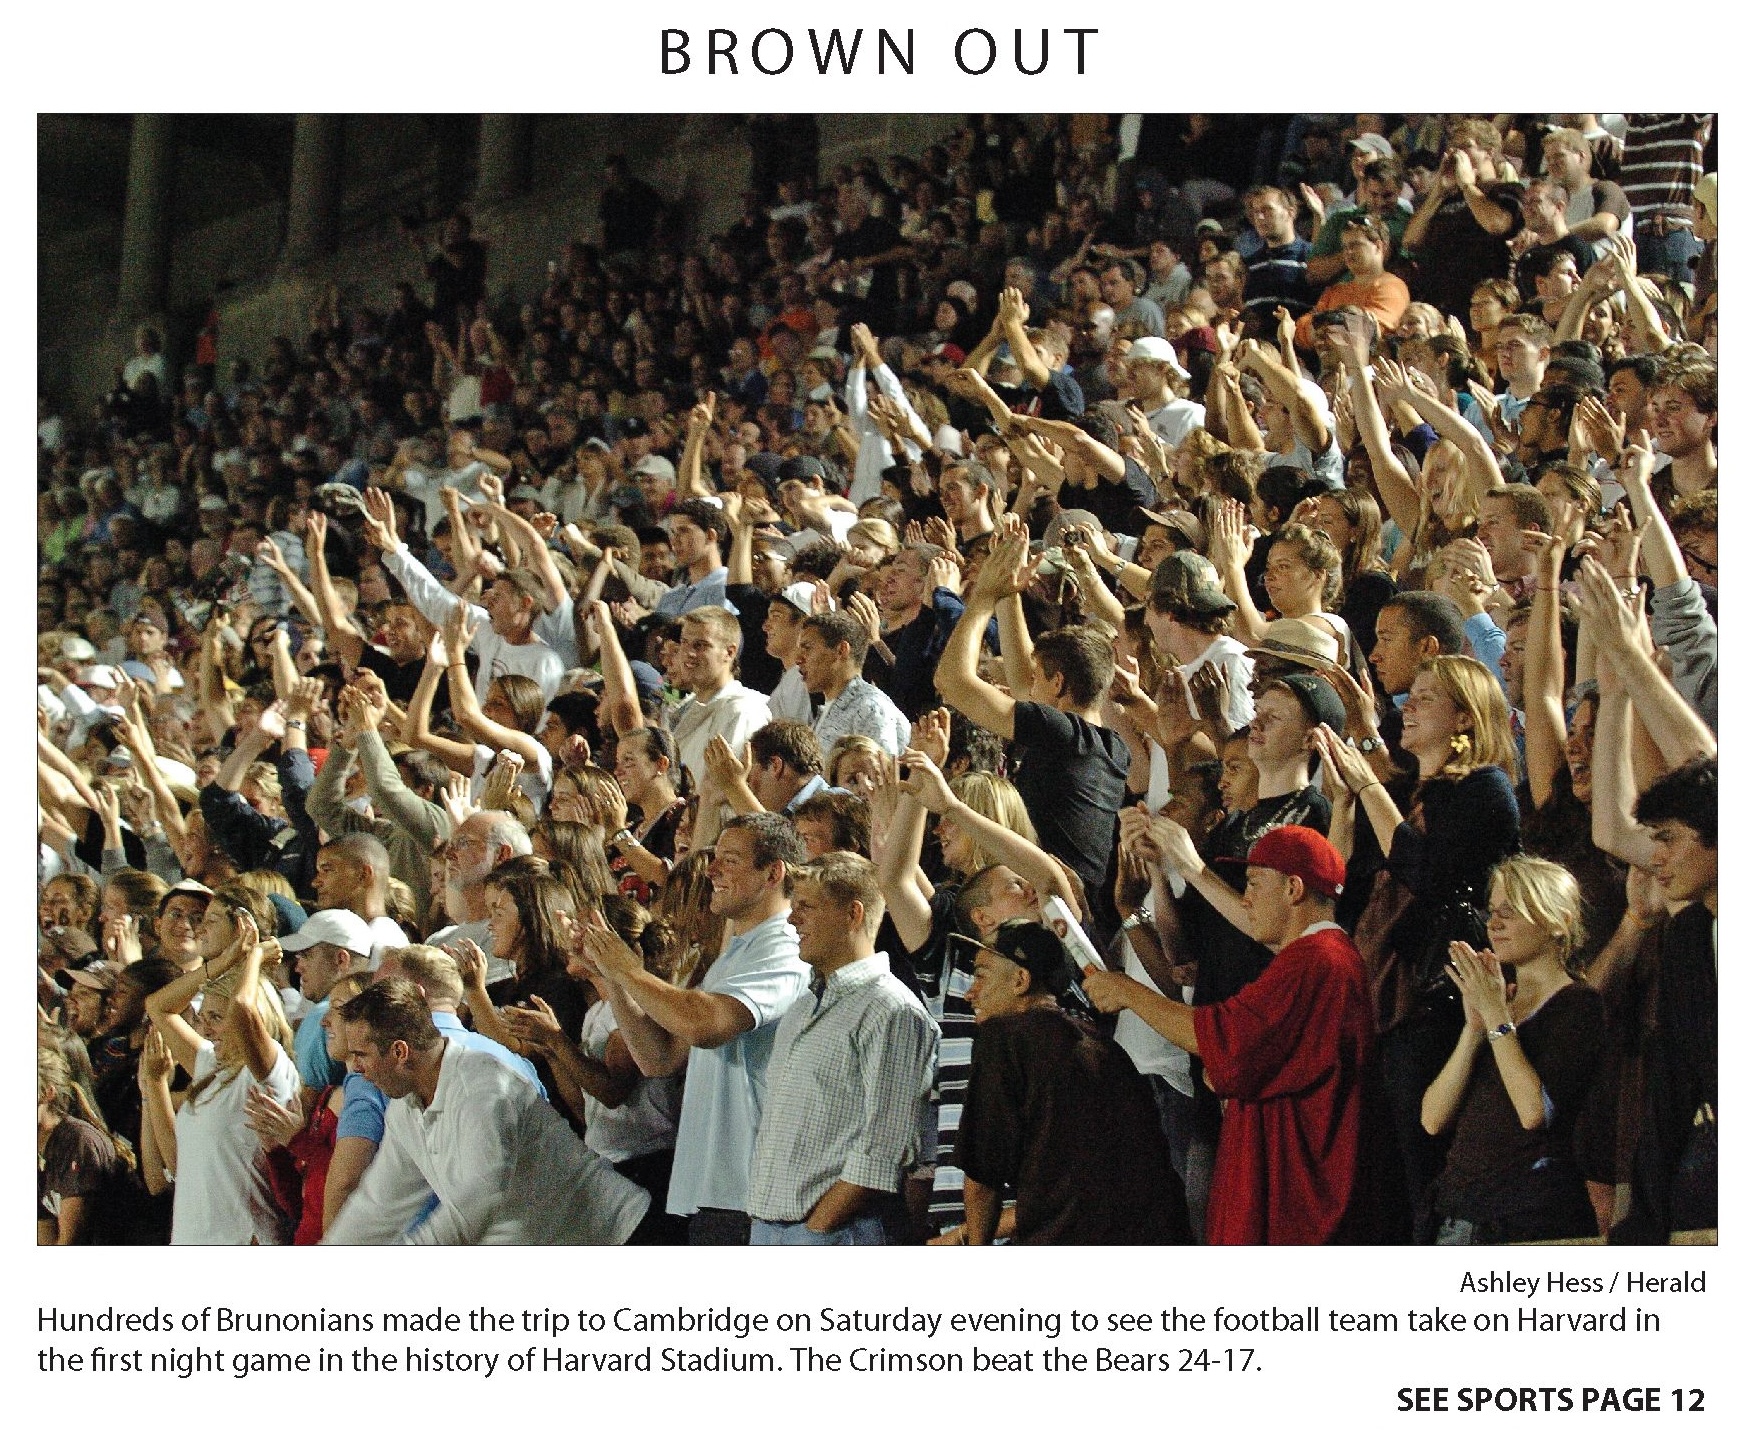 BROWN OUT
Ashley Hess / Herald
Hundreds of Brunonians made the trip to Cambridge on Saturday evening to see the football team take on Harvard in
the first night game in the history of Harvard Stadium. The Crimson beat the Bears 24-17.
SEE SPORTS PAGE 12